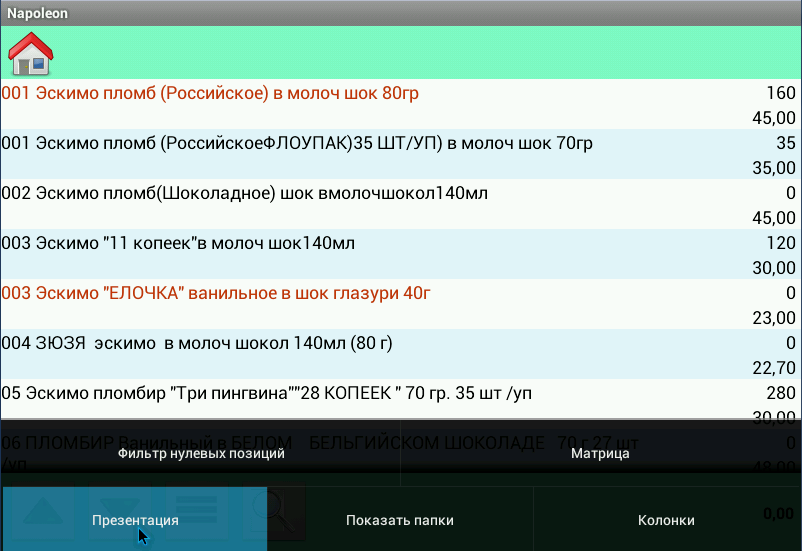 Napoleon
001 Эскимо пломб (Российское) в молоч шок 80гр 160
45,00
001 Эскимо пломб (РоссийскоеФЛОУПАК)35 ШТ/УП) в молоч шок 70гр 35
35,00
002 Эскимо пломб(Шоколадное) шок вмолочшокол140мл 0
45,00
003 Эскимо "11 копеек"в молоч шок140мл 120
30,00
003 Эскимо "ЕЛОЧКА" ванильное в шок глазури 40г 0
23,00
004 ЗЮЗЯ  эскимо  в молоч шокол 140мл (80 г) 0
22,70
05 Эскимо пломбир "Три пингвина""28 КОПЕЕК " 70 гр. 35 шт /уп 280
30,00
06 ПЛОМБИР Ванильный в БЕЛОМ   БЕЛЬГИЙСКОМ ШОКОЛАДЕ   70 г 27 шт 0
/уп
48,00
Фильтр нулевых позиций Матрица
0,00
Презентация Показать папки Колонки